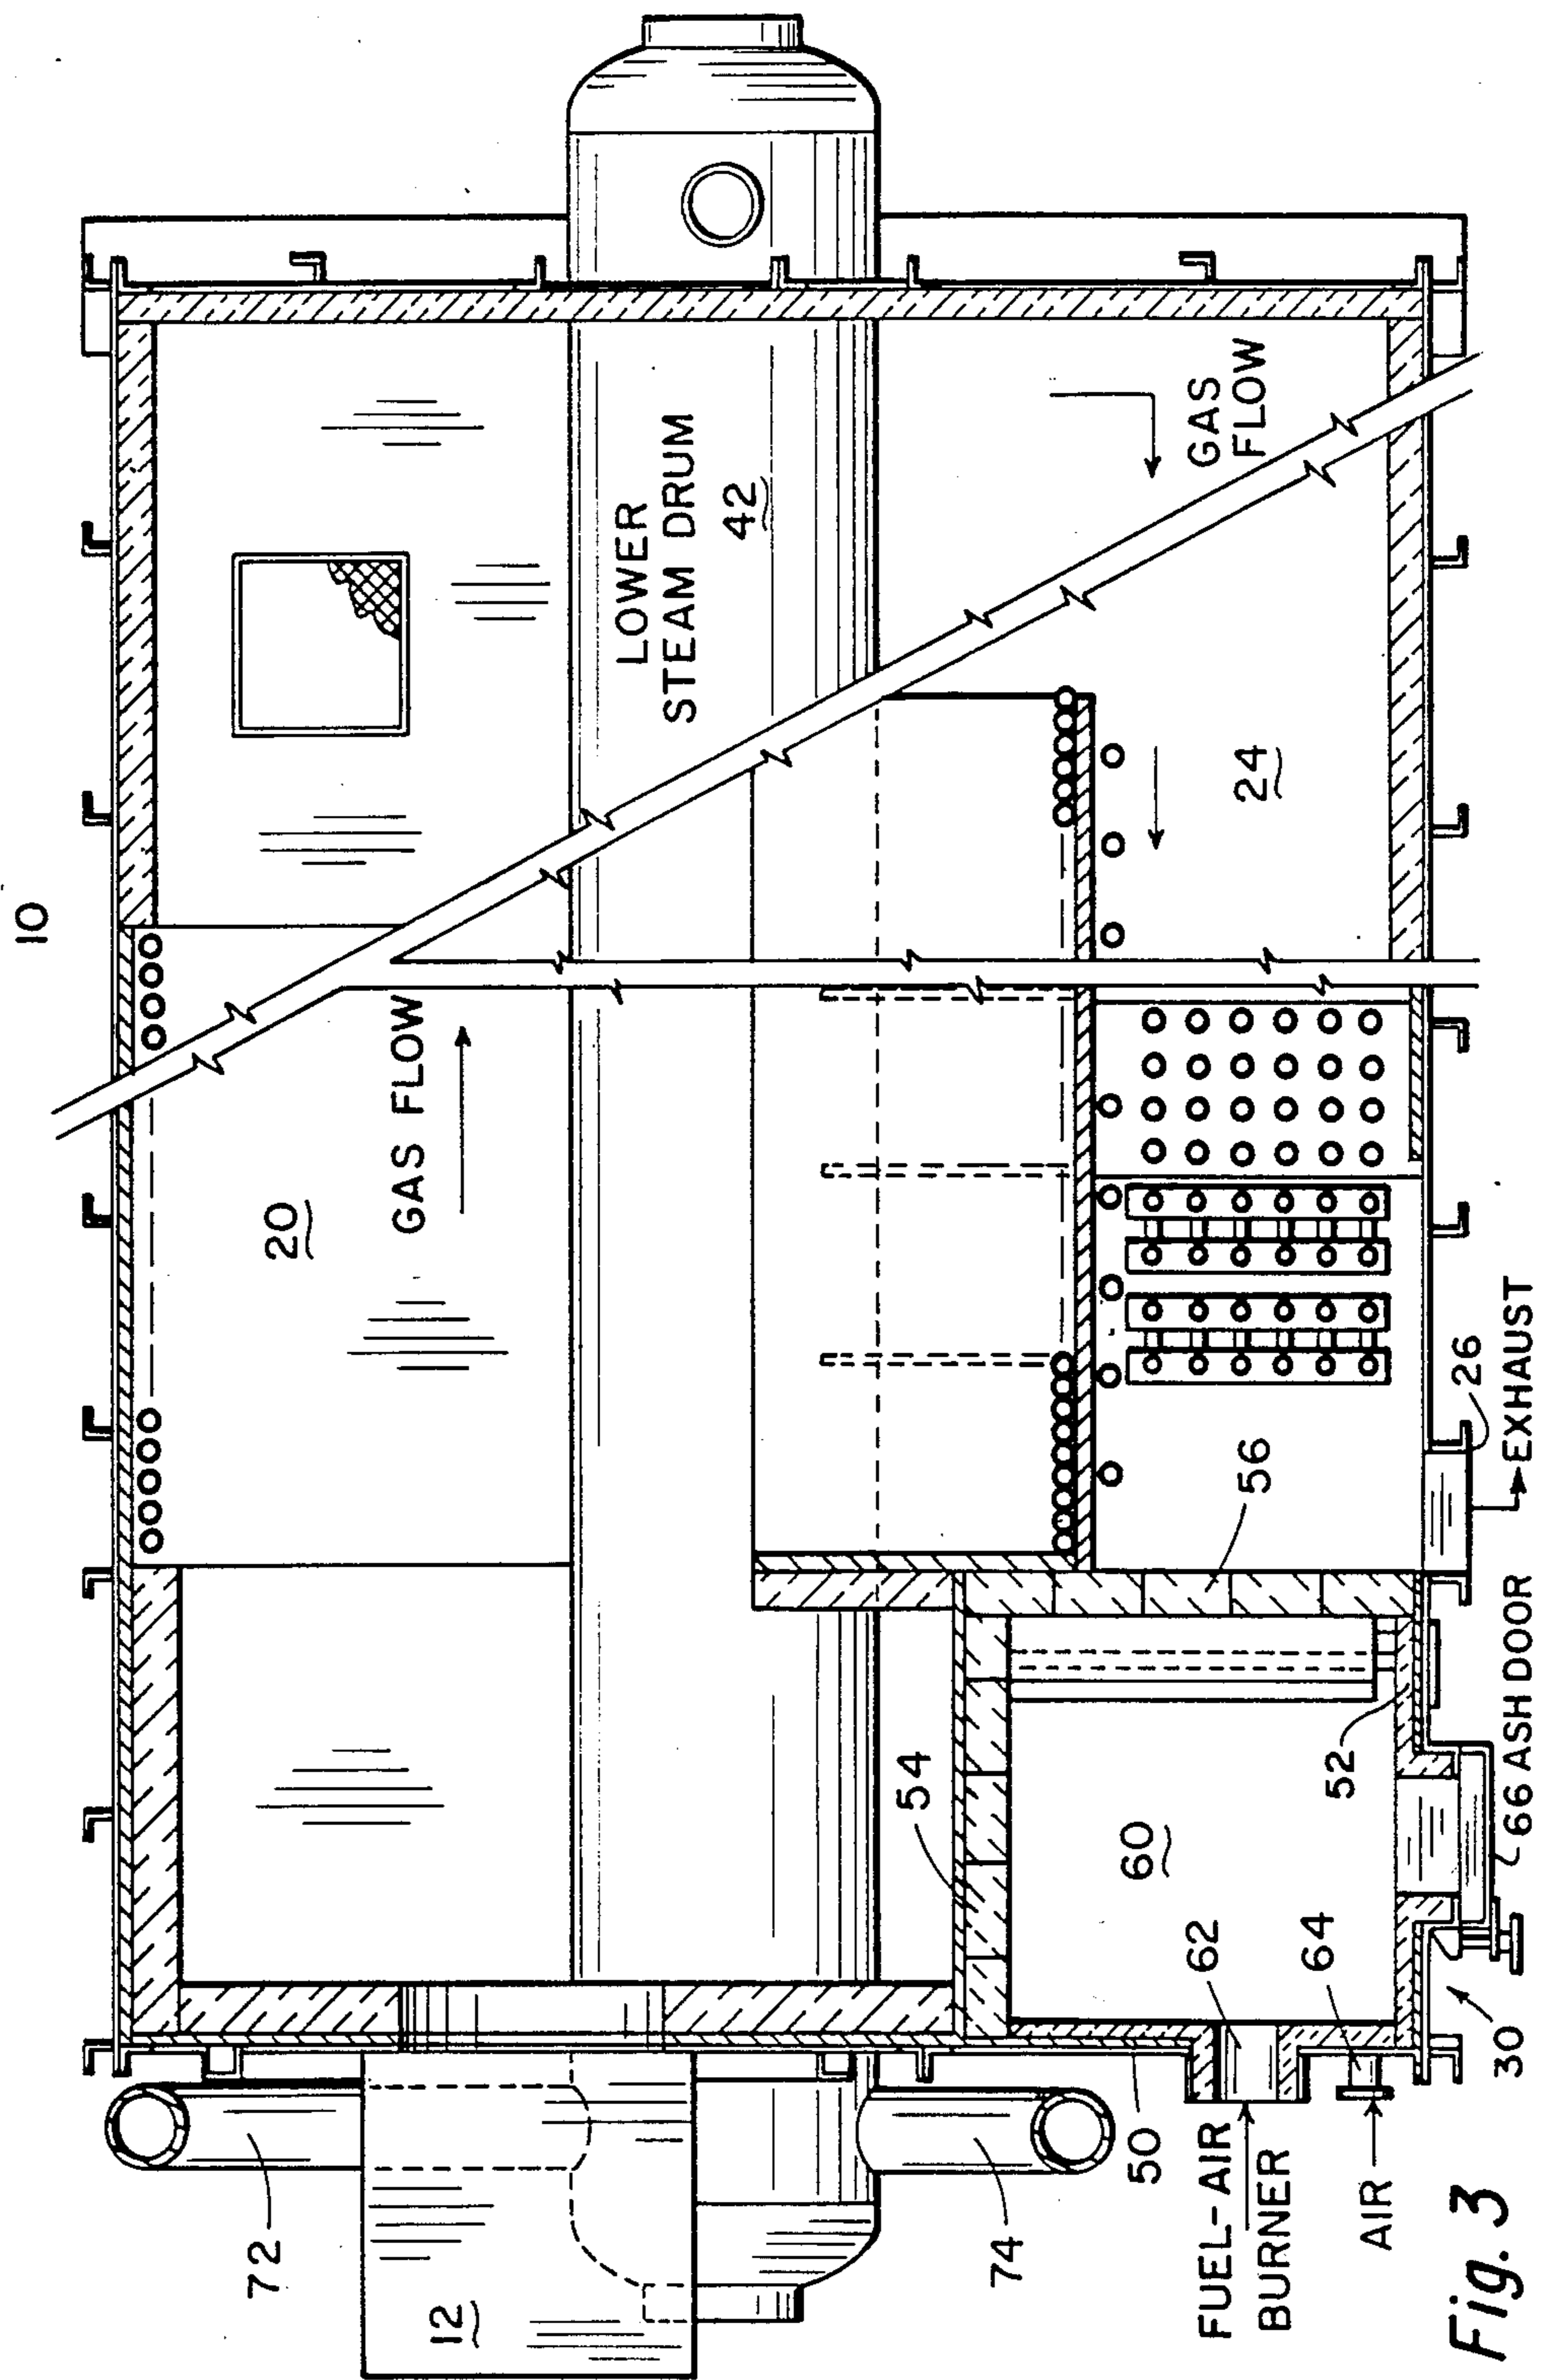 10
LOWER
STEAM DRUM
42
GAS
FLOW
20
GAS FLOW
24
54
56
26
EXHAUST
60
52
66 ASH DOOR
62
64
30
72
12
74
50
FUEL-AIR
BURNER
AIR
Fig. 3